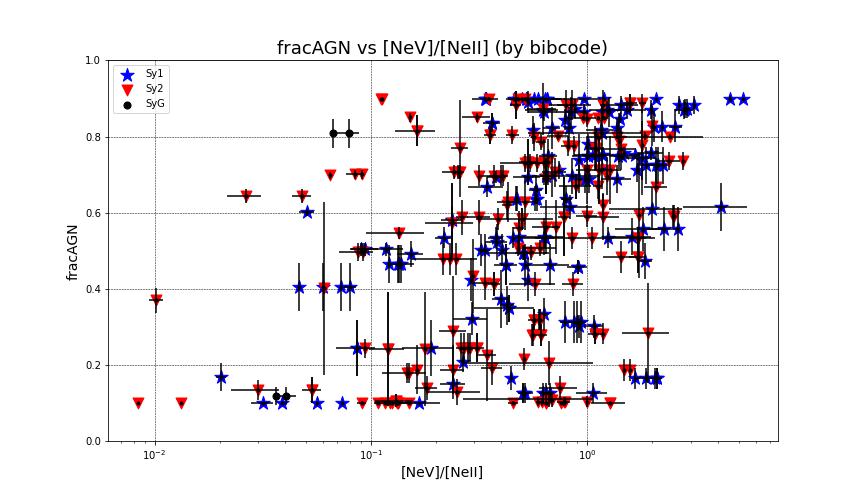 fracAGN vs [NeV]/[NeII] (by bibcode)
1.0
Sy1
Sy2
SyG
0.8
0.6
fracAGN
0.4
0.2
0.0
10⁻² 10⁻¹ 10⁰
[NeV]/[NeII]